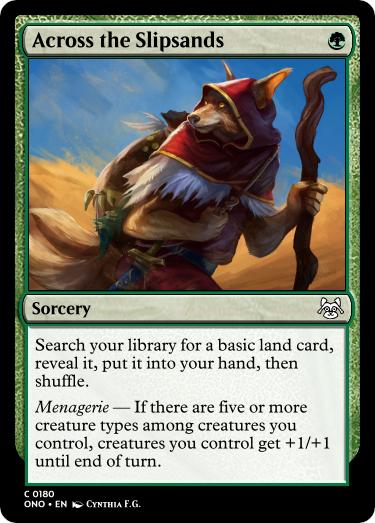 Across the Slipsands
Sorcery
Search your library for a basic land card,
reveal it, put it into your hand, then
shuffle.
Menagerie — If there are five or more
creature types among creatures you
control, creatures you control get +1/+1
until end of turn.
C 0180
ONO • EN Cynthia F.G.